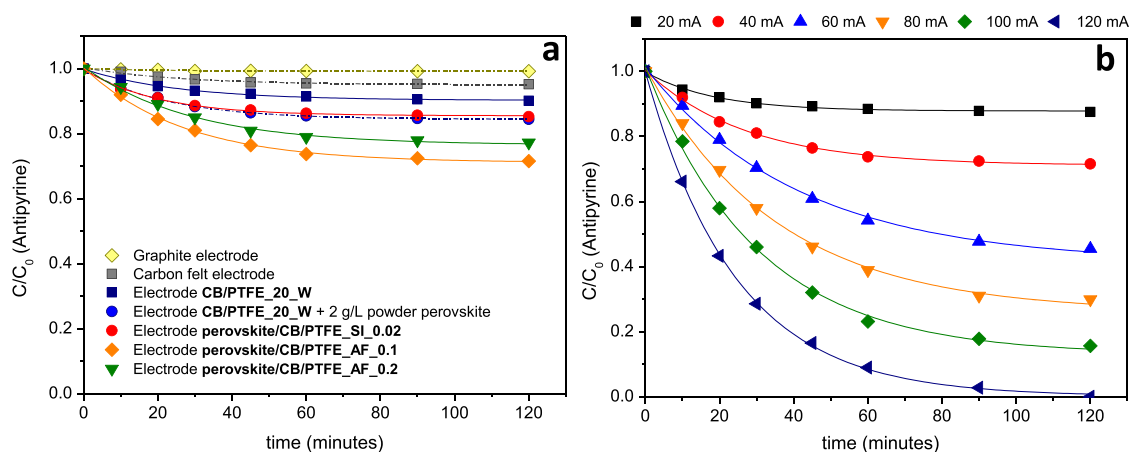 a
1.0
0.8
0.6
0.4
0.2
0.0
C/C0 (Antipyrine)
Graphite electrode
Carbon felt electrode
Electrode CB/PTFE_20_W
Electrode CB/PTFE_20_W + 2 g/L powder perovskite
Electrode perovskite/CB/PTFE_SI_0.02
Electrode perovskite/CB/PTFE_AF_0.1
Electrode perovskite/CB/PTFE_AF_0.2
0 20 40 60 80 100 120
time (minutes)
20 mA 40 mA 60 mA 80 mA 100 mA 120 mA
b
1.0
0.8
0.6
0.4
0.2
0.0
C/C0 (Antipyrine)
0 20 40 60 80 100 120
time (minutes)